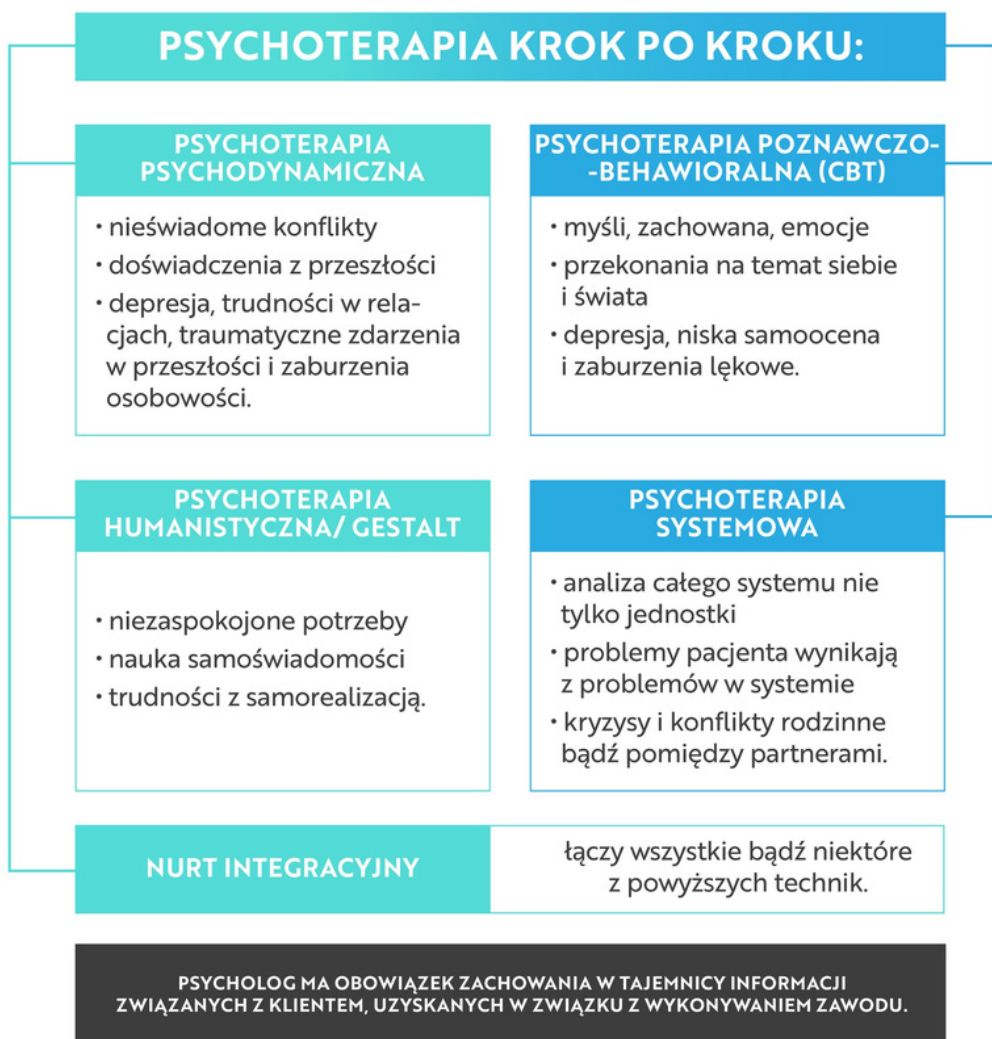 PSYCHOTERAPIA KROK PO KROKU:
PSYCHOTERAPIA
PSYCHODYNAMICZNA
• nieświadome konflikty
• doświadczenia z przeszłości
• depresja, trudności w rela-
cjach, traumatyczne zdarzenia
w przeszłości i zaburzenia
osobowości.
PSYCHOTERAPIA POZNAWCZO-
-BEHAWIORALNA (CBT)
• myśli, zachowana, emocje
• przekonania na temat siebie
i świata
• depresja, niska samoocena
i zaburzenia lękowe.
PSYCHOTERAPIA
HUMANISTYCZNA/ GESTALT
• niezaspokojone potrzeby
• nauka samoświadomości
• trudności z samorealizacją.
PSYCHOTERAPIA
SYSTEMOWA
• analiza całego systemu nie
tylko jednostki
• problemy pacjenta wynikają
z problemów w systemie
• kryzysy i konflikty rodzinne
bądź pomiędzy partnerami.
NURT INTEGRACYJNY
łączy wszystkie bądź niektóre
z powyższych technik.
PSYCHOLOG MA OBOWIĄZEK ZACHOWANIA W TAJEMNICY INFORMACJI
ZWIĄZANYCH Z KLIENTEM, UZYSKANYCH W ZWIĄZKU Z WYKONYWANIEM ZAWODU.